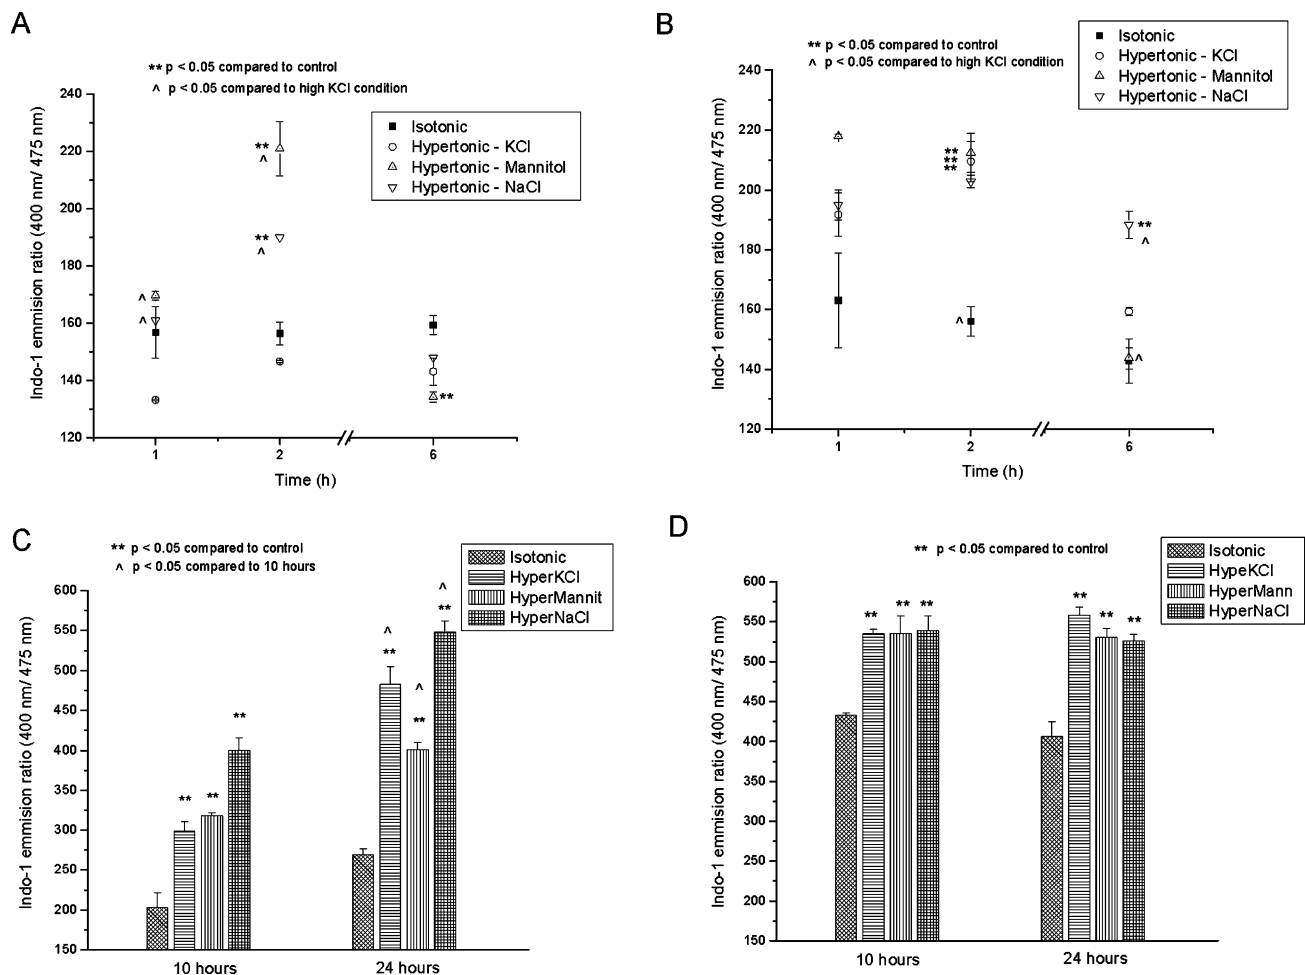 A
** p < 0.05 compared to control
^ p < 0.05 compared to high KCl condition
Isotonic
Hypertonic - KCl
Hypertonic - Mannitol
Hypertonic - NaCl
Indo-1 emmision ratio (400 nm/ 475 nm)
240
220
200
180
160
140
120
**
^
**
^
^
^
**
1
2
6
Time (h)
B
** p < 0.05 compared to control
^ p < 0.05 compared to high KCl condition
Isotonic
Hypertonic - KCl
Hypertonic - Mannitol
Hypertonic - NaCl
Indo-1 emmision ratio (400 nm/ 475 nm)
240
220
200
180
160
140
120
**
**
**
^
**
^
^
1
2
6
Time (h)
C
** p < 0.05 compared to control
^ p < 0.05 compared to 10 hours
Isotonic
HyperKCl
HyperMannit
HyperNaCl
Indo-1 emmision ratio (400 nm/ 475 nm)
600
550
500
450
400
350
300
250
200
150
**
**
**
^
**
^
**
^
**
10 hours
24 hours
D
** p < 0.05 compared to control
Isotonic
HypeKCl
HyperMann
HyperNaCl
Indo-1 emmision ratio (400 nm/ 475 nm)
600
550
500
450
400
350
300
250
200
150
**
**
**
**
**
**
10 hours
24 hours